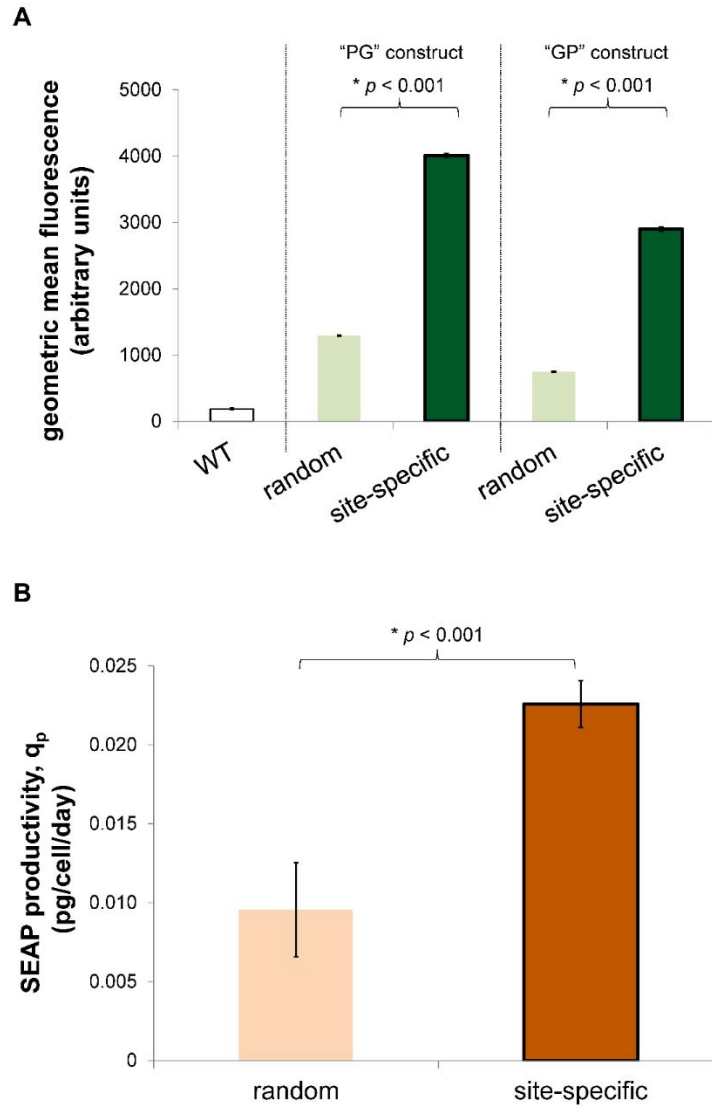 A
"PG" construct
"GP" construct
* p < 0.001
* p < 0.001
geometric mean fluorescence
(arbitrary units)
5000
4000
3000
2000
1000
0
WT
random
site-specific
random
site-specific
B
* p < 0.001
SEAP productivity, qp
(pg/cell/day)
0.025
0.020
0.015
0.010
0.005
0
random
site-specific